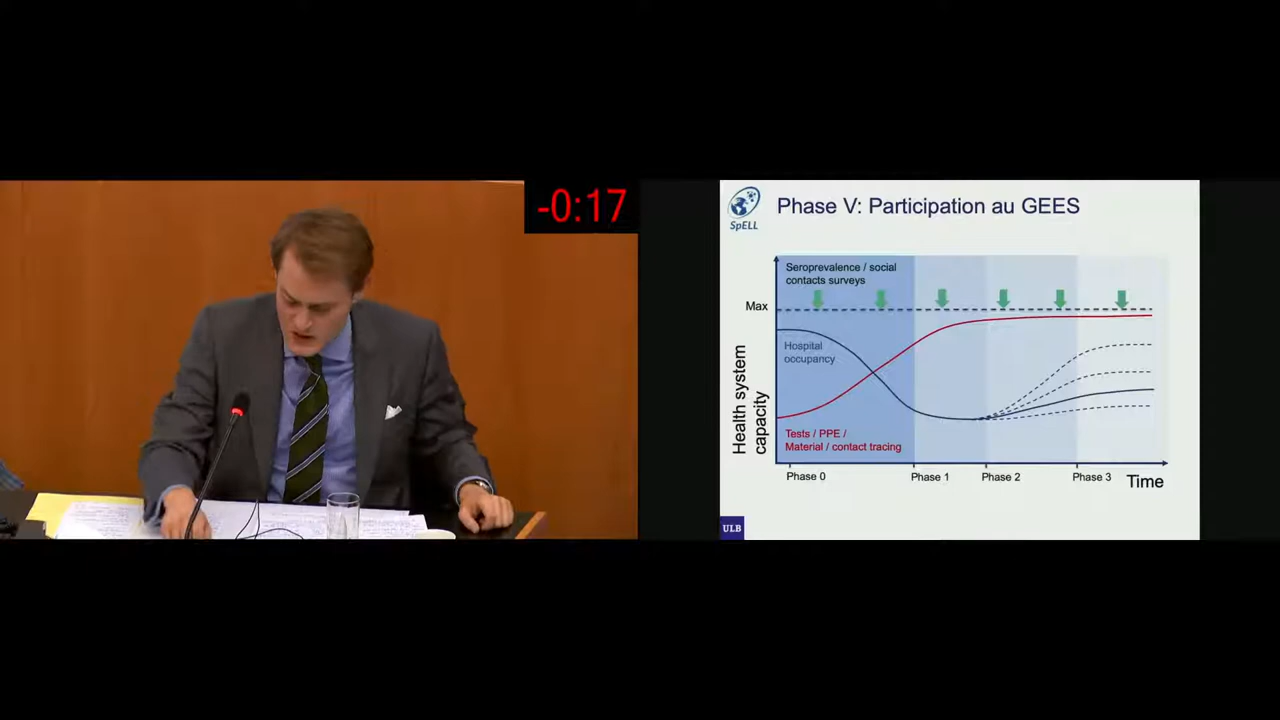 -0:17
SpELL
Phase V: Participation au GEES
Seroprevalence / social
contacts surveys
Max
Hospital
occupancy
Health system
capacity
Tests / PPE /
Material / contact tracing
Phase 0
Phase 1
Phase 2
Phase 3
Time
ULB